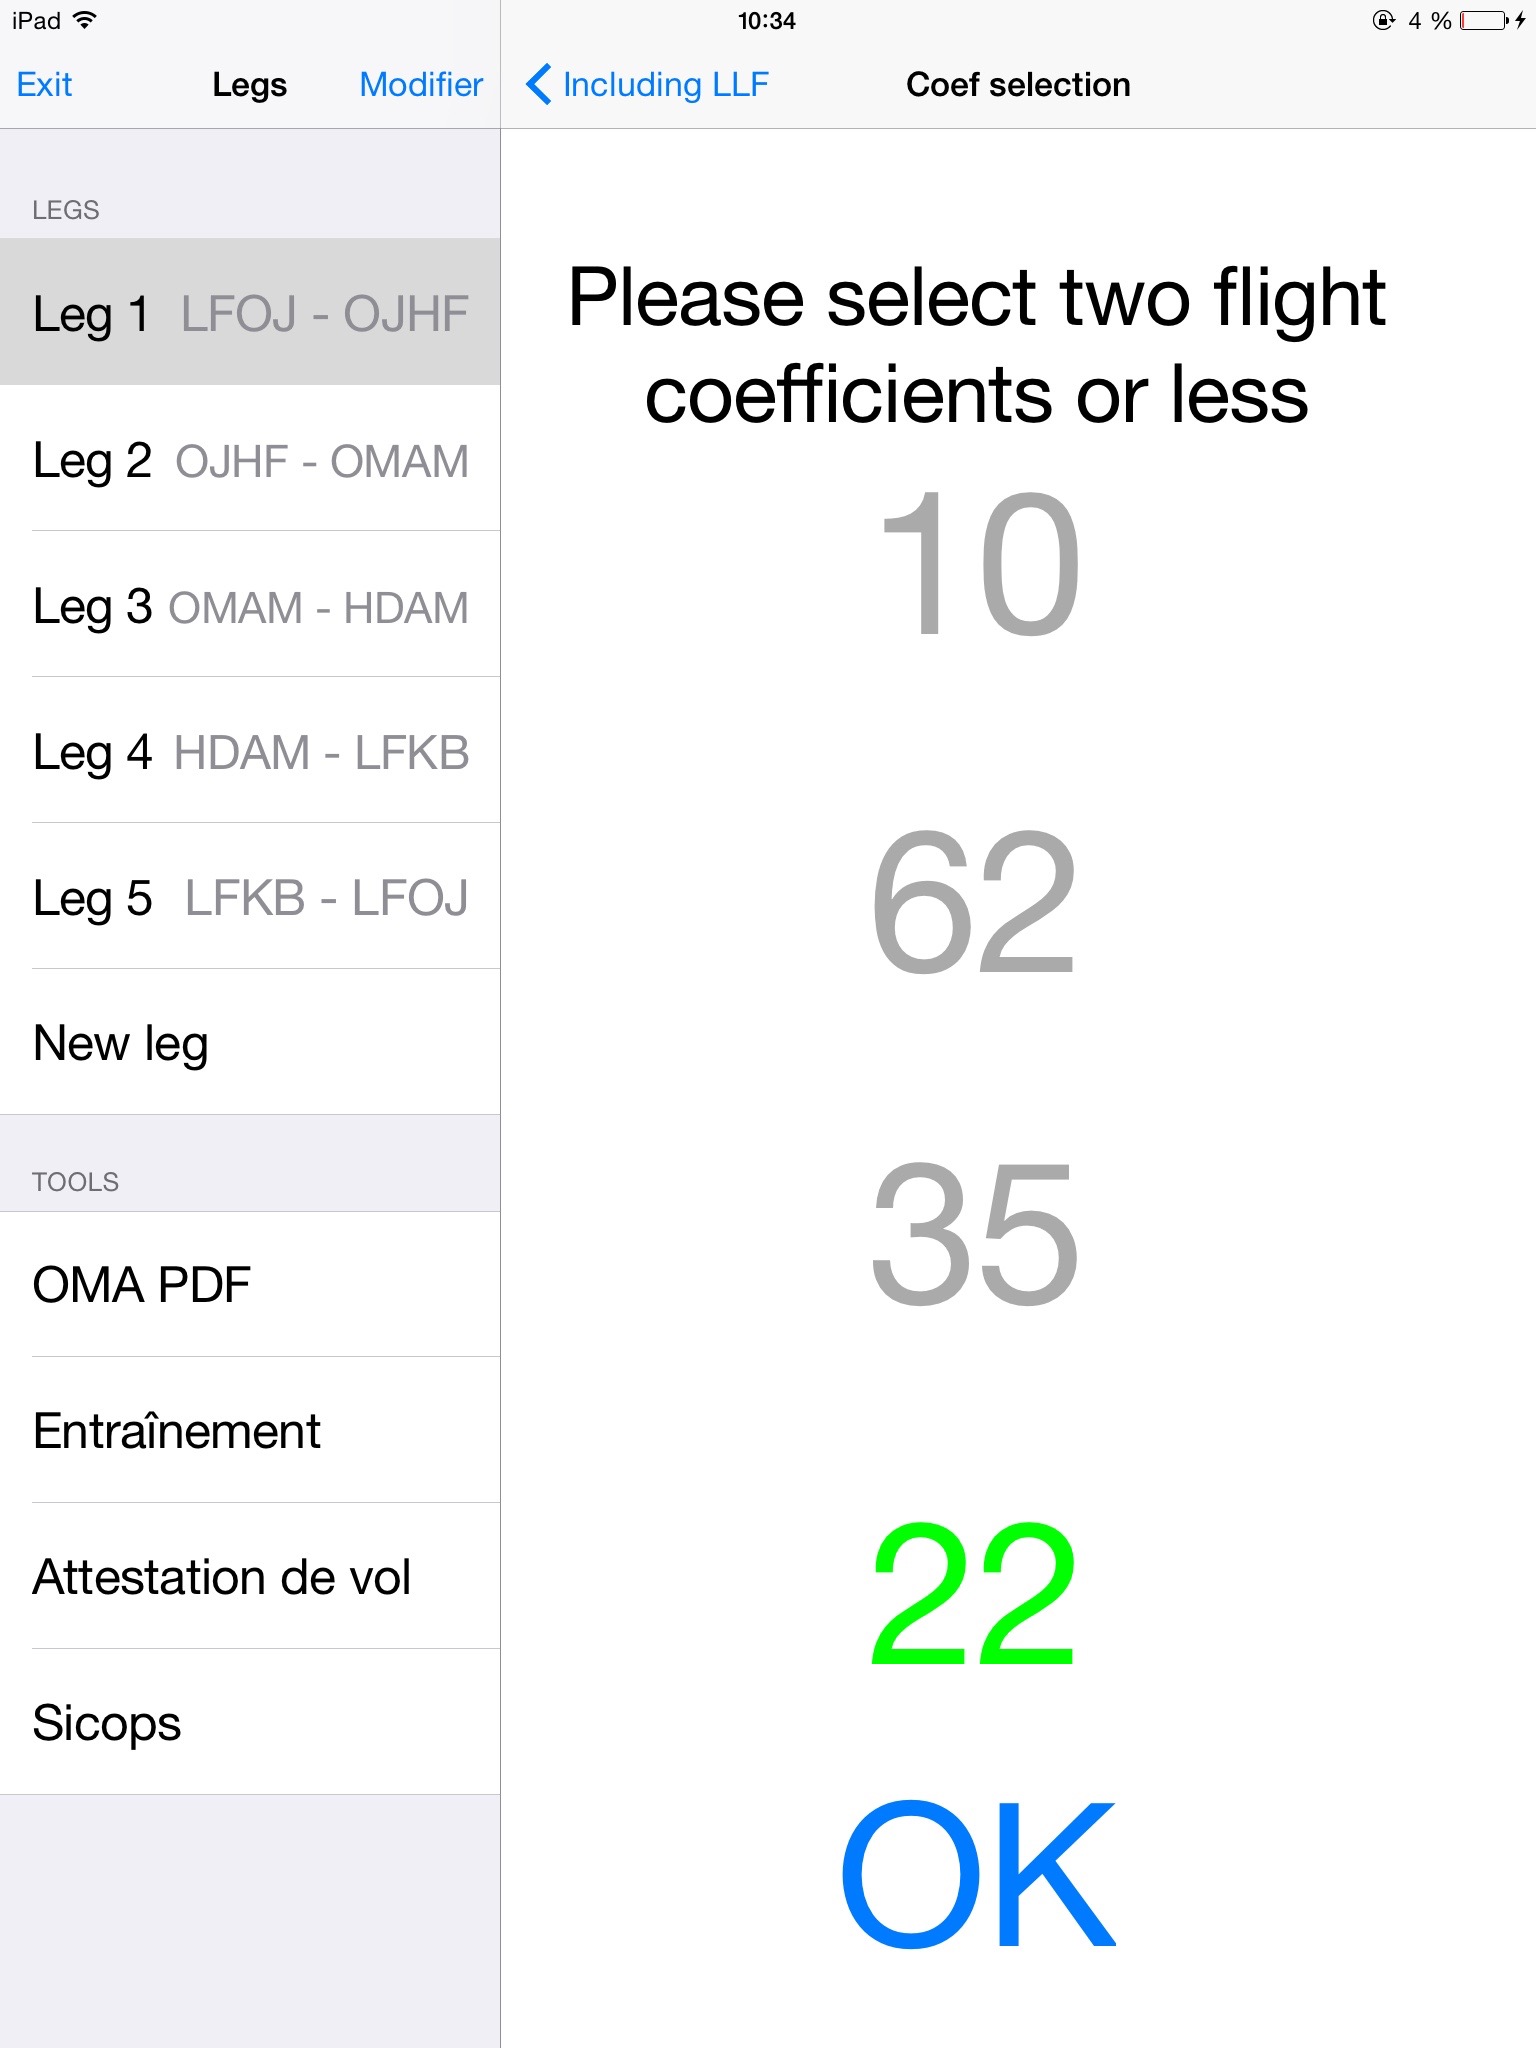 iPad 10:34 4 %
Exit Legs Modifier
Including LLF Coef selection
LEGS
Leg 1 LFOJ - OJHF
Leg 2 OJHF - OMAM
Leg 3 OMAM - HDAM
Leg 4 HDAM - LFKB
Leg 5 LFKB - LFOJ
New leg
TOOLS
OMA PDF
Entraînement
Attestation de vol
Sicops
Please select two flight
coefficients or less
10
62
35
22
OK